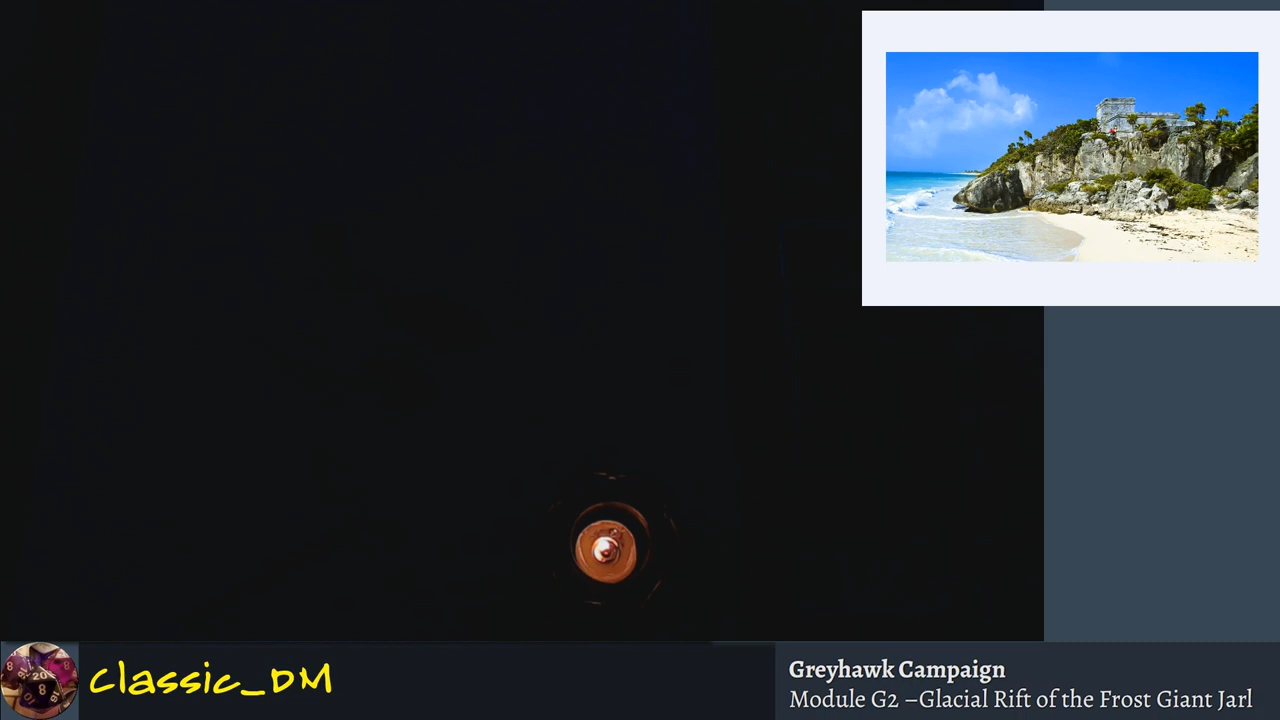 classic_DM
Greyhawk Campaign
Module G2 –Glacial Rift of the Frost Giant Jarl